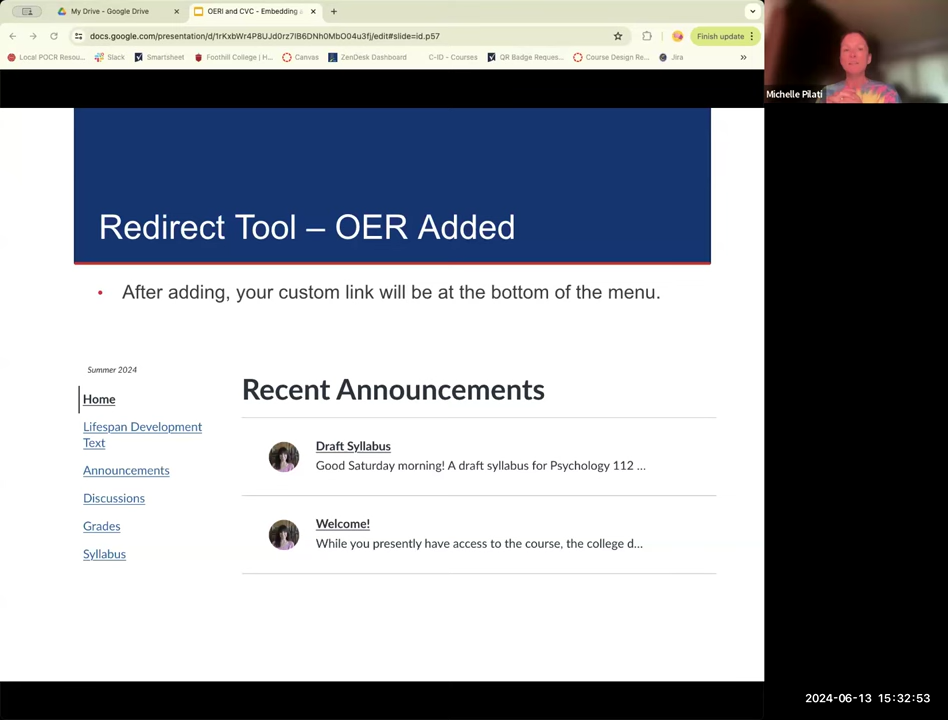 My Drive - Google Drive
OERI and CVC - Embedding a
docs.google.com/presentation/d/1rKxbWr4P8UJd0rz7IB6DNh0MbO04u3fj/edit#slide=id.p57
Finish update
Local POCR Resou...
Slack
Smartsheet
Foothill College | H...
Canvas
ZenDesk Dashboard
C-ID - Courses
QR Badge Reques...
Course Design Re...
Jira
Michelle Pilati
Redirect Tool – OER Added
• After adding, your custom link will be at the bottom of the menu.
Summer 2024
Home
Lifespan Development
Text
Announcements
Discussions
Grades
Syllabus
Recent Announcements
Draft Syllabus
Good Saturday morning! A draft syllabus for Psychology 112 ...
Welcome!
While you presently have access to the course, the college d...
2024-06-13 15:32:53